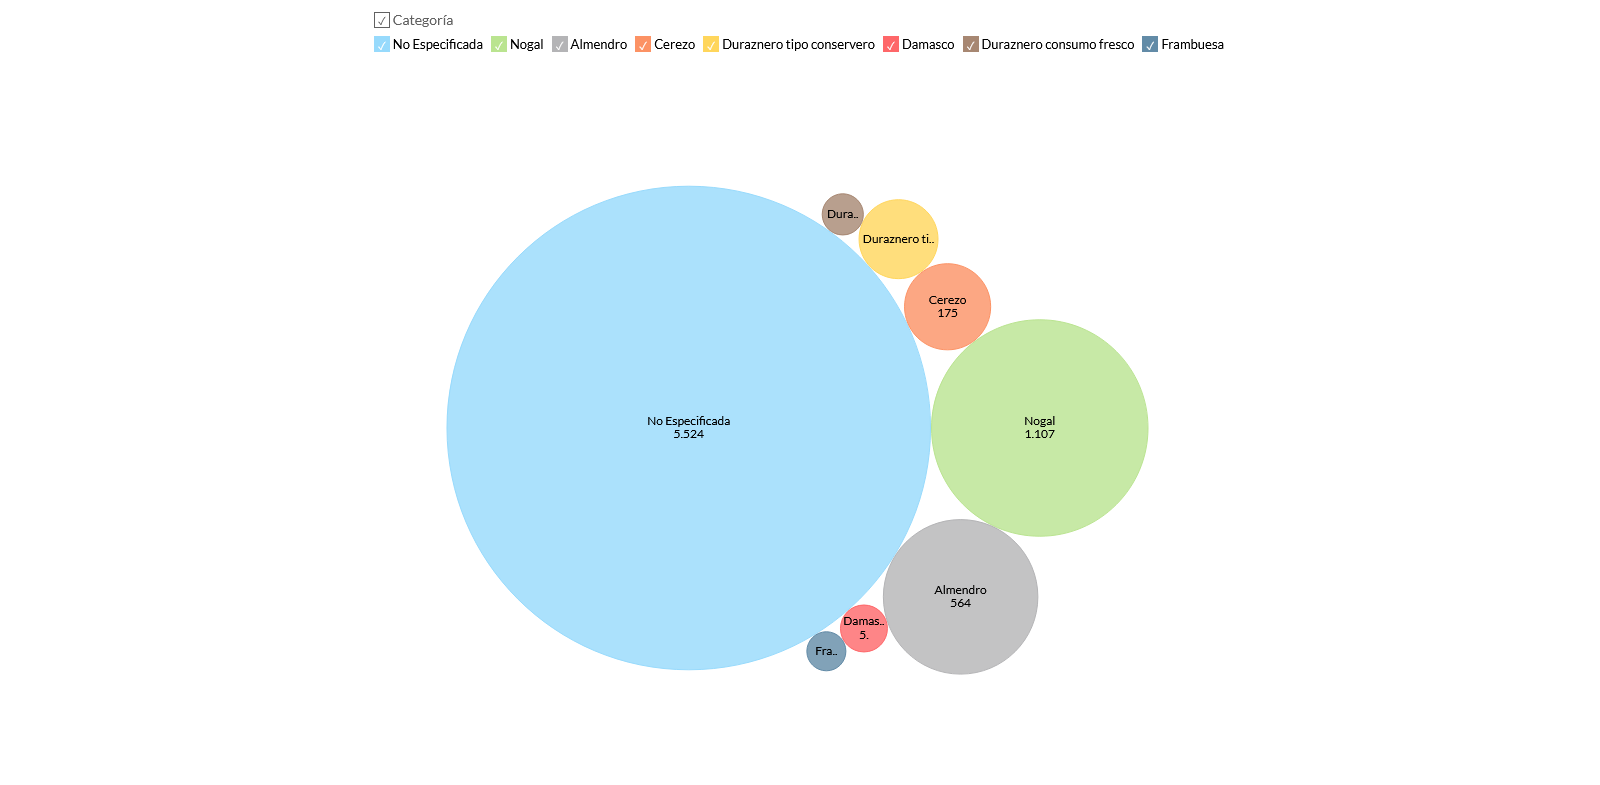 Categoría
No Especificada Nogal Almendro Cerezo Duraznero tipo conservero Damasco Duraznero consumo fresco Frambuesa
Dura..
Duraznero ti..
Cerezo
175
No Especificada
5.524
Nogal
1.107
Almendro
564
Damas..
5.
Fra..